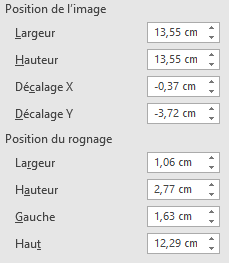 Position de l'image
Largeur 13,55 cm
Hauteur 13,55 cm
Décalage X -0,37 cm
Décalage Y -3,72 cm
Position du rognage
Largeur 1,06 cm
Hauteur 2,77 cm
Gauche 1,63 cm
Haut 12,29 cm